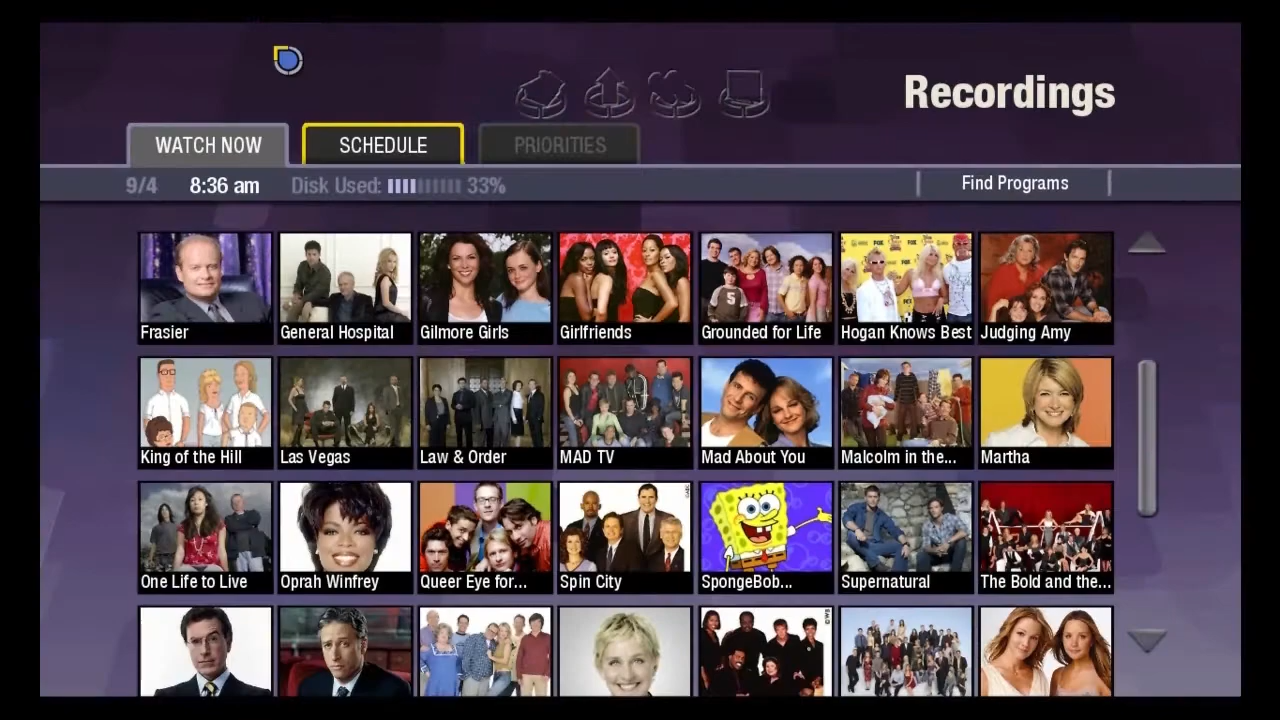 Recordings
WATCH NOW
SCHEDULE
PRIORITIES
9/4 8:36 am Disk Used: 33%
Find Programs
Frasier
General Hospital
Gilmore Girls
Girlfriends
Grounded for Life
Hogan Knows Best
Judging Amy
King of the Hill
Las Vegas
Law & Order
MAD TV
Mad About You
Malcolm in the...
Martha
One Life to Live
Oprah Winfrey
Queer Eye for...
Spin City
SpongeBob...
Supernatural
The Bold and the...